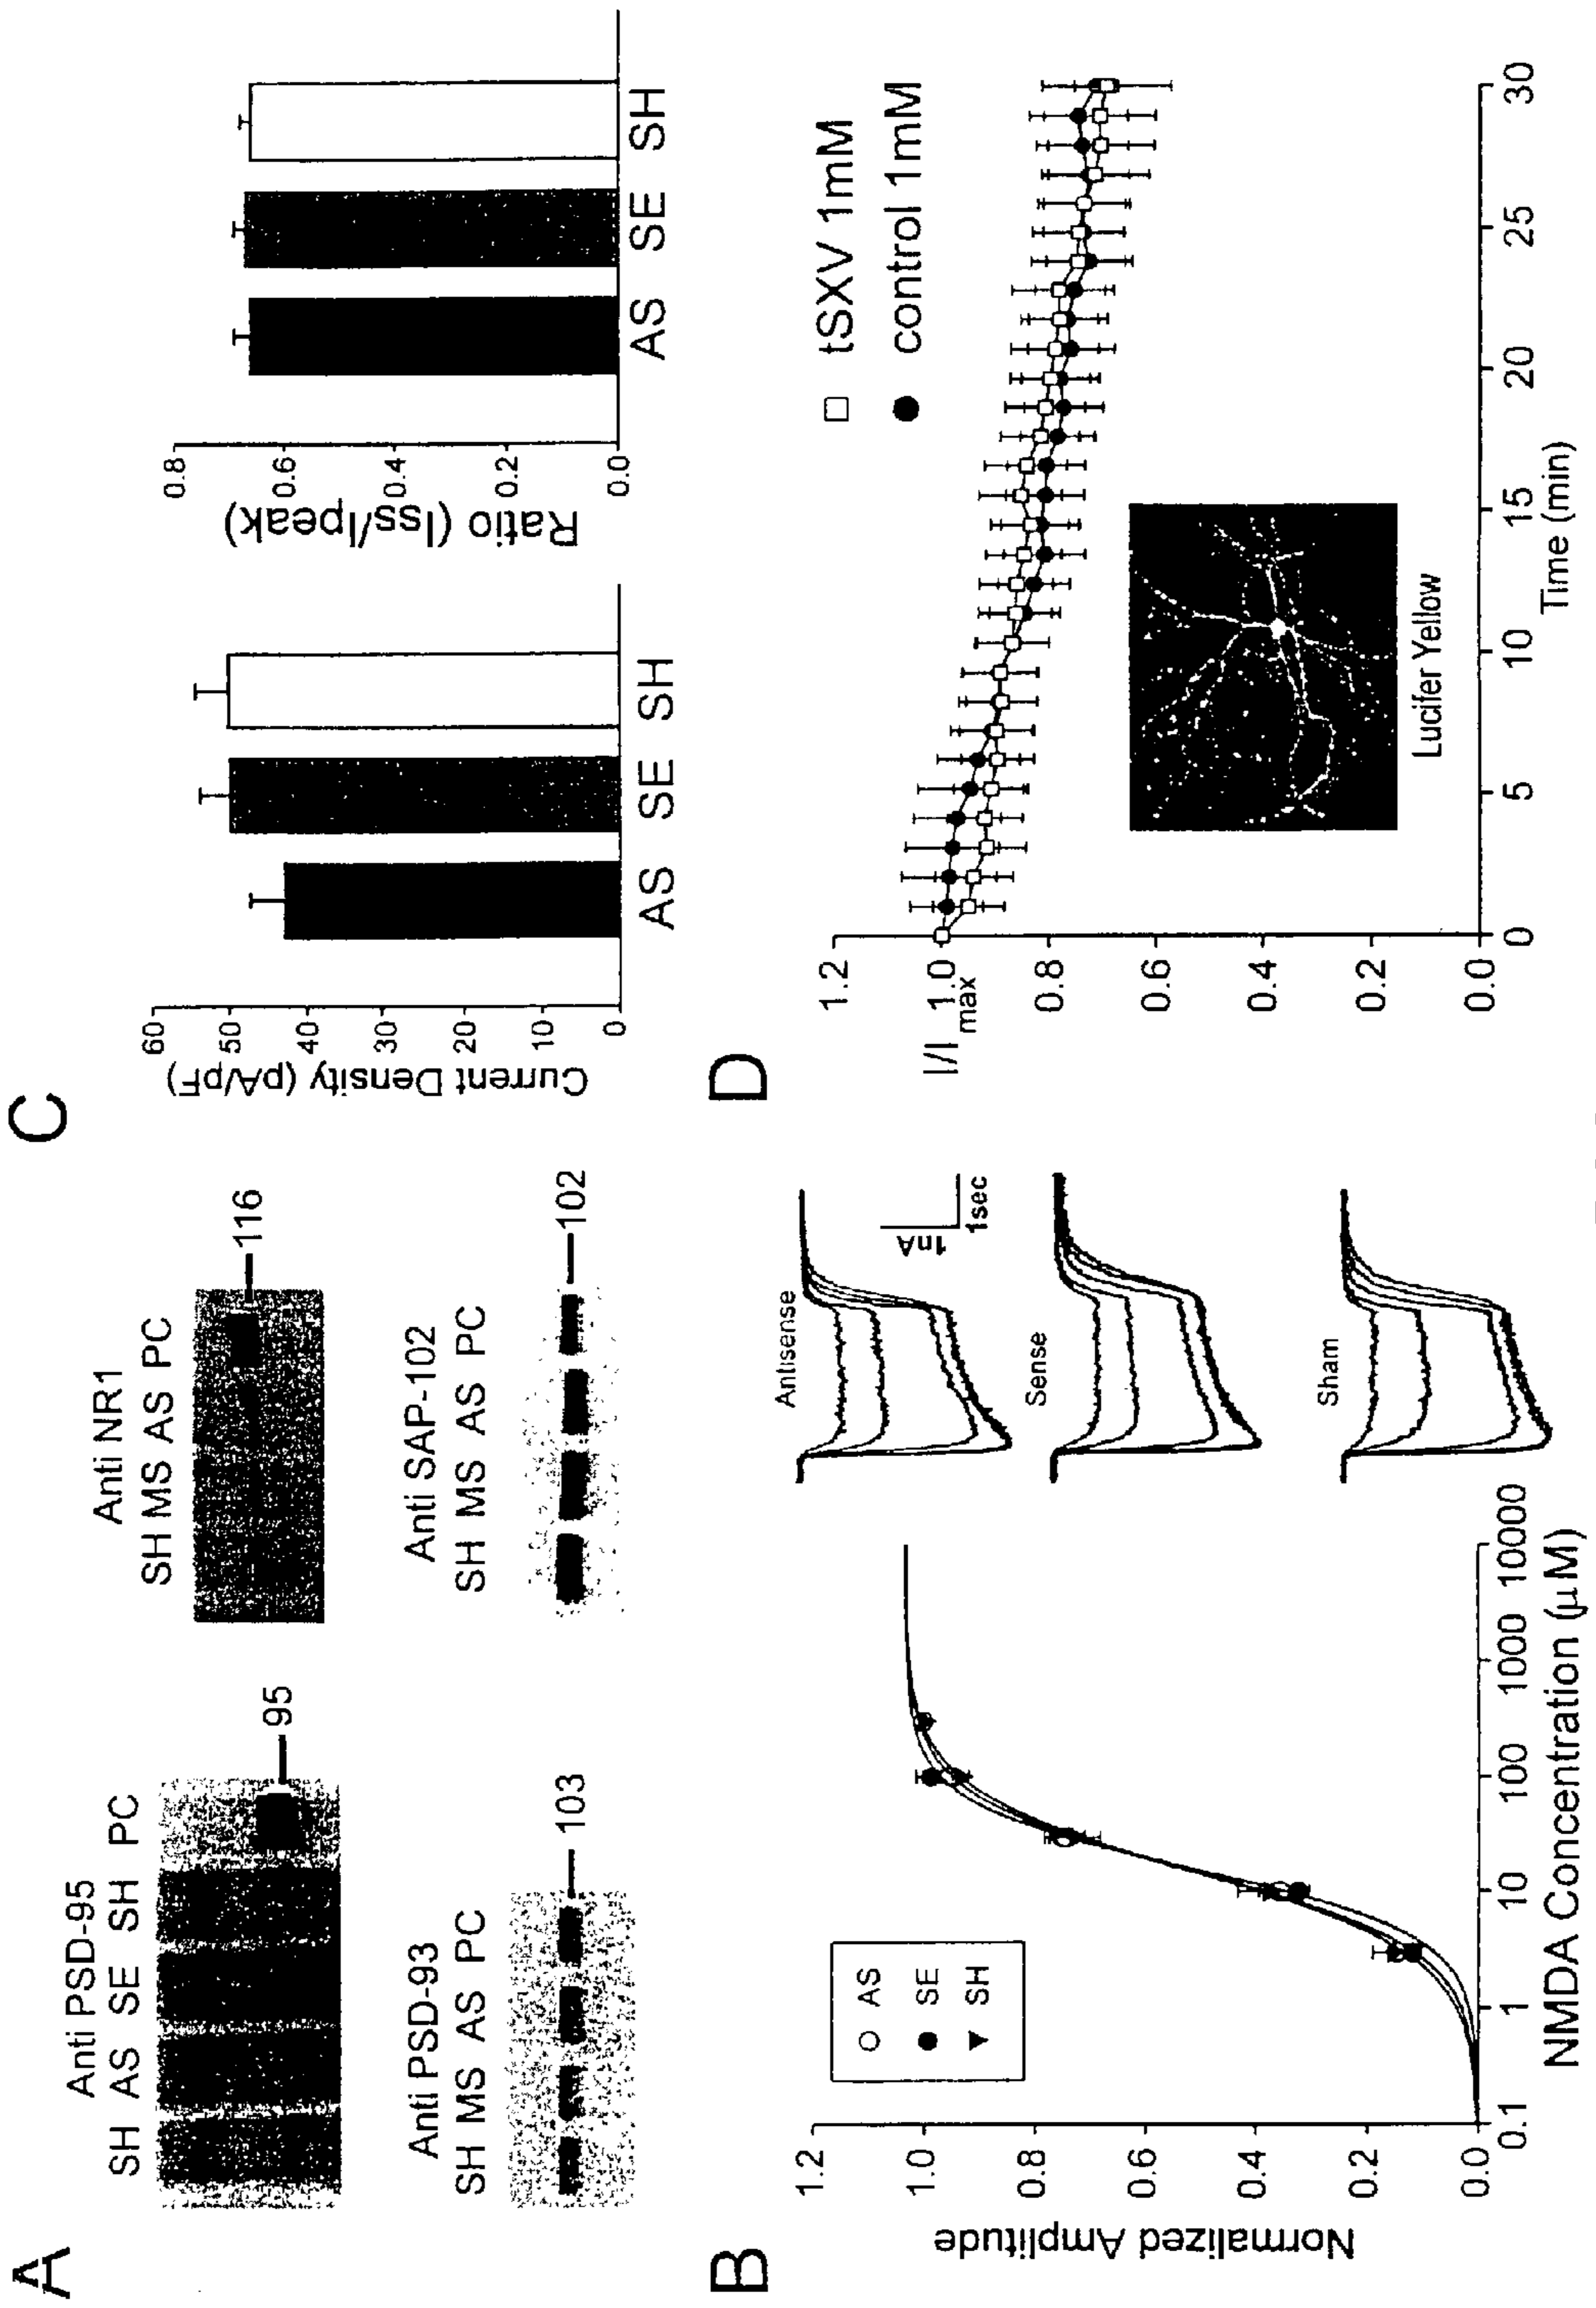 A
Anti PSD-95
SH AS SE SH PC
95
Anti NR1
SH MS AS PC
116
Anti PSD-93
SH MS AS PC
103
Anti SAP-102
SH MS AS PC
102
B
Normalized Amplitude
1.2
1.0
0.8
0.6
0.4
0.2
0.0
0.1 1 10 100 1000 10000
NMDA Concentration (μM)
AS
SE
SH
Antisense
1nA
1sec
Sense
Sham
C
Current Density (pA/pF)
60
50
40
30
20
10
0
AS SE SH
Ratio (Iss/Ipeak)
0.8
0.6
0.4
0.2
0.0
AS SE SH
D
I/Imax
1.2
1.0
0.8
0.6
0.4
0.2
0.0
0 5 10 15 20 25 30
Time (min)
tSXV 1mM
control 1mM
Lucifer Yellow